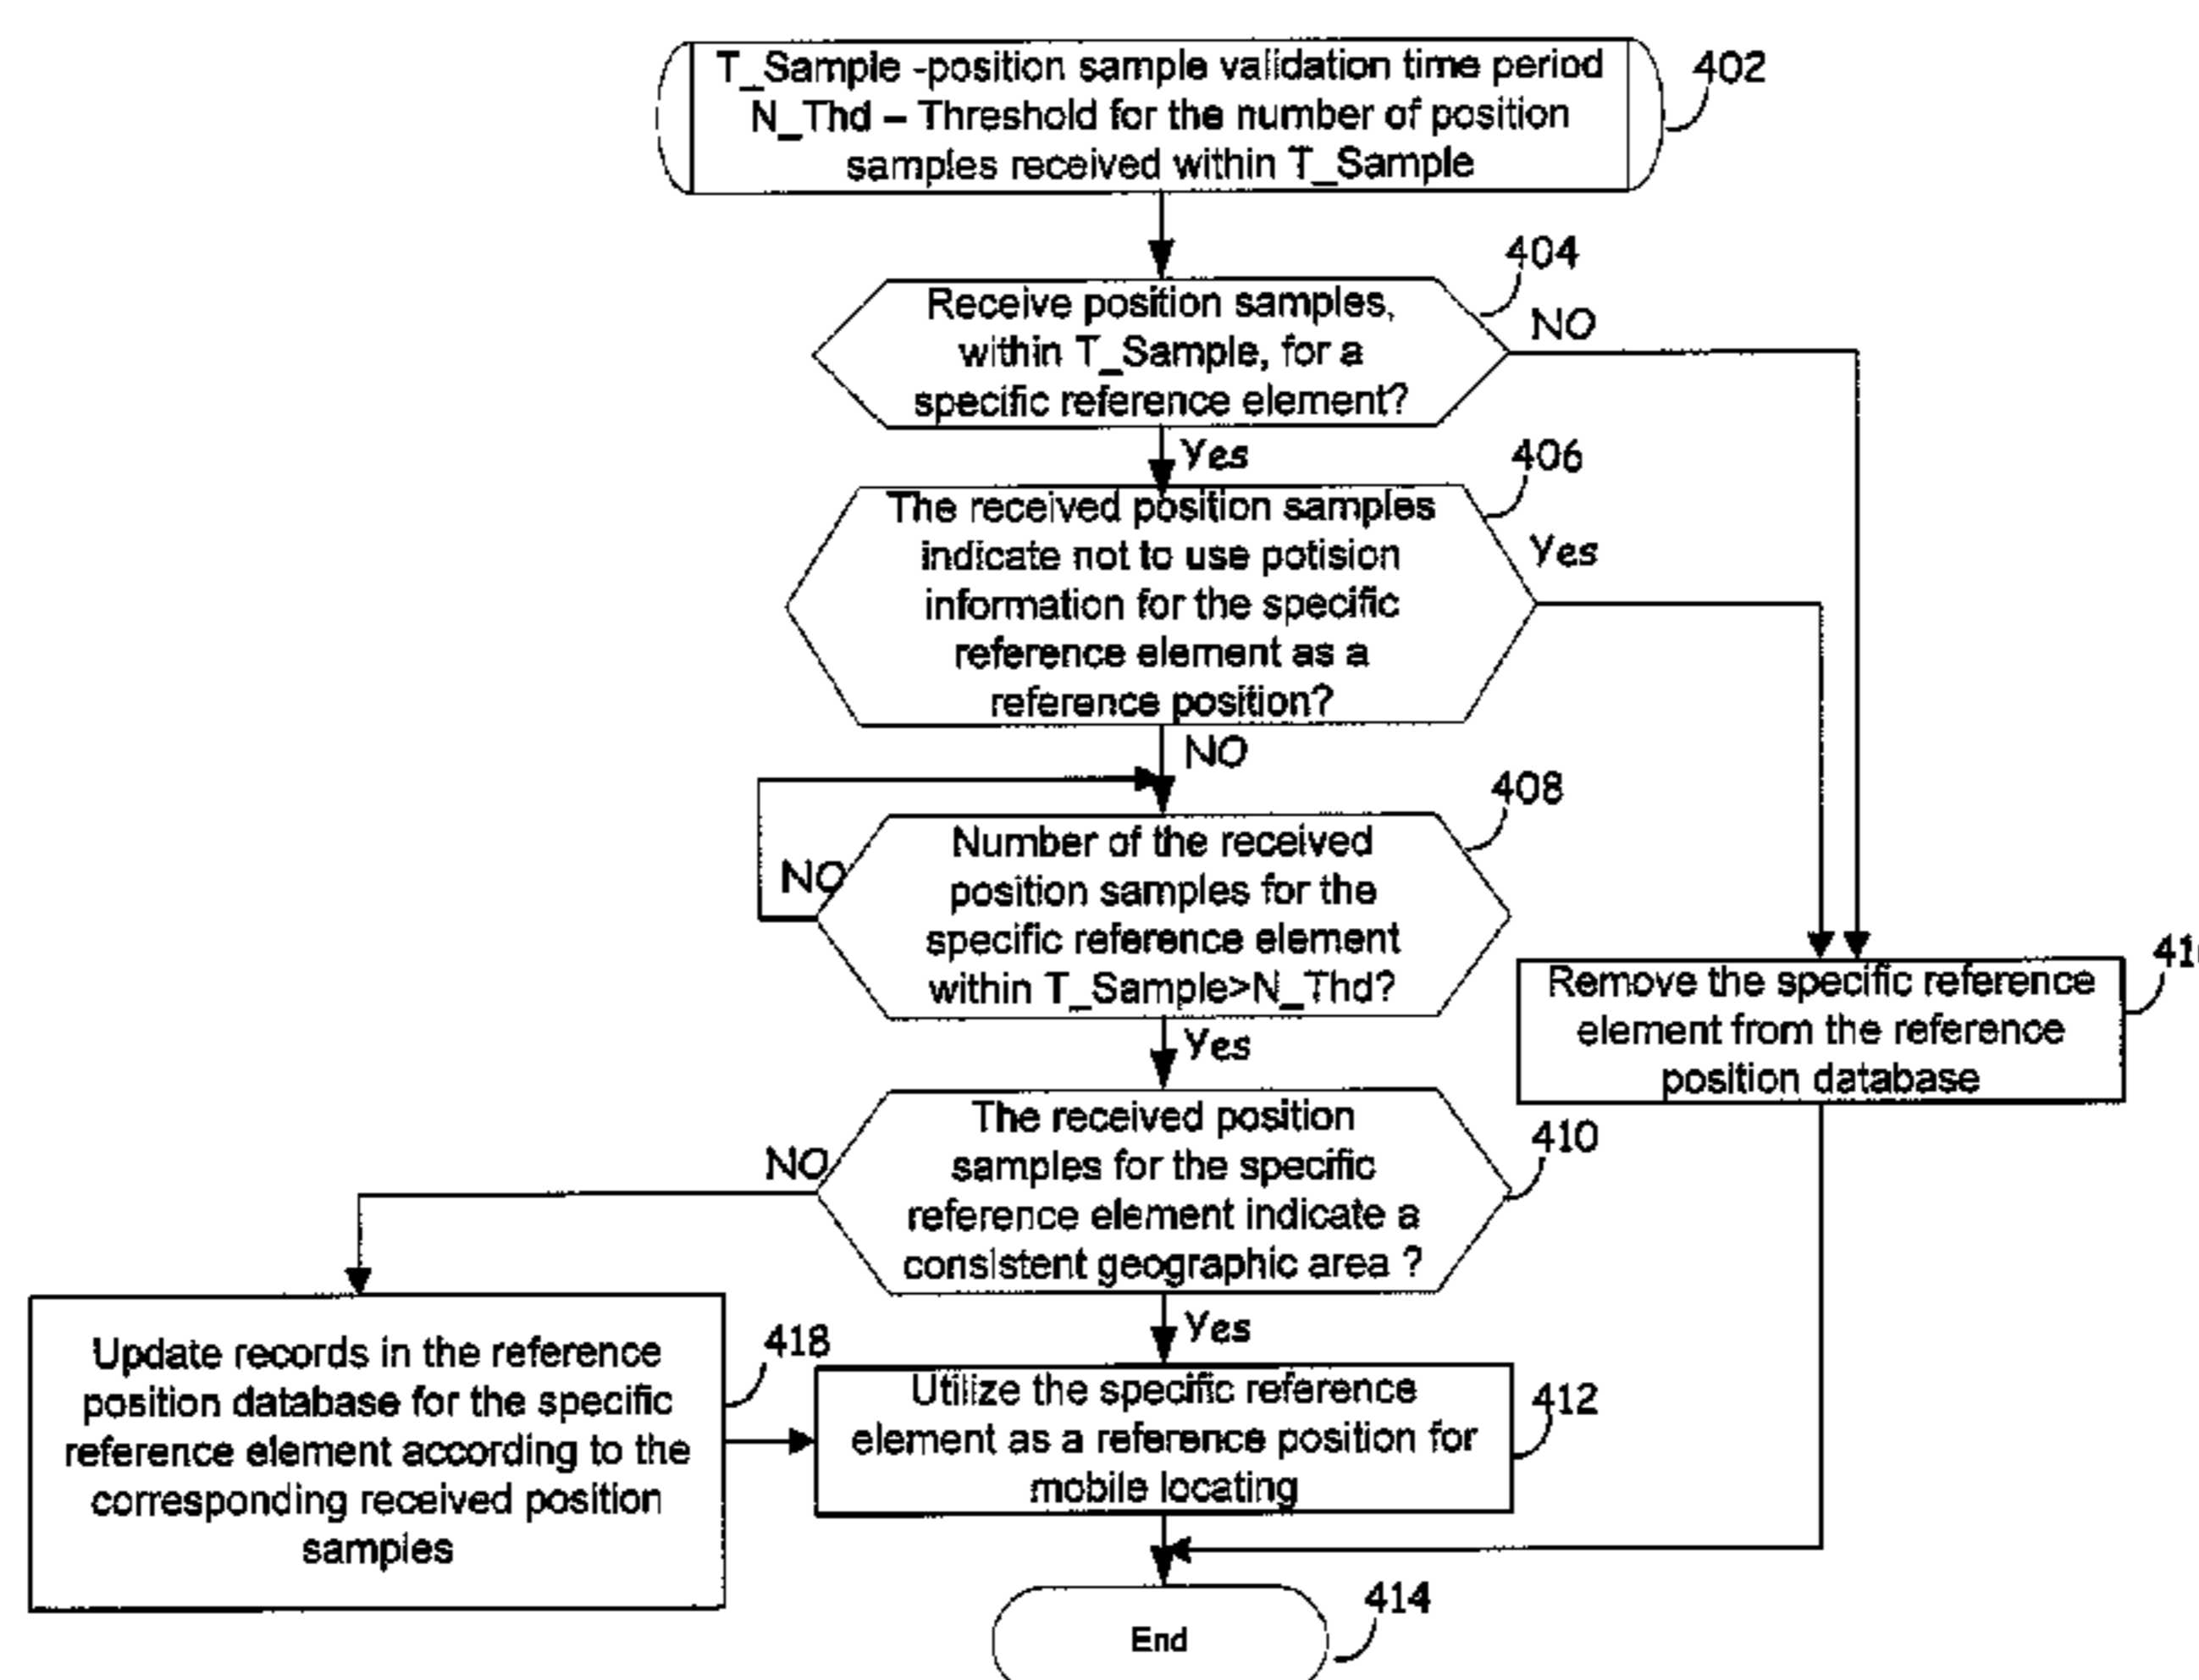 T_Sample -position sample validation time period
N_Thd – Threshold for the number of position
samples received within T_Sample
402
Receive position samples,
within T_Sample, for a
specific reference element?
404
NO
Yes
The received position samples
indicate not to use potision
information for the specific
reference element as a
reference position?
406
Yes
NO
Number of the received
position samples for the
specific reference element
within T_Sample>N_Thd?
408
NO
Yes
Remove the specific reference
element from the reference
position database
The received position
samples for the specific
reference element indicate a
consistent geographic area ?
410
NO
Yes
Update records in the reference
position database for the specific
reference element according to the
corresponding received position
samples
418
Utilize the specific reference
element as a reference position for
mobile locating
412
End
414